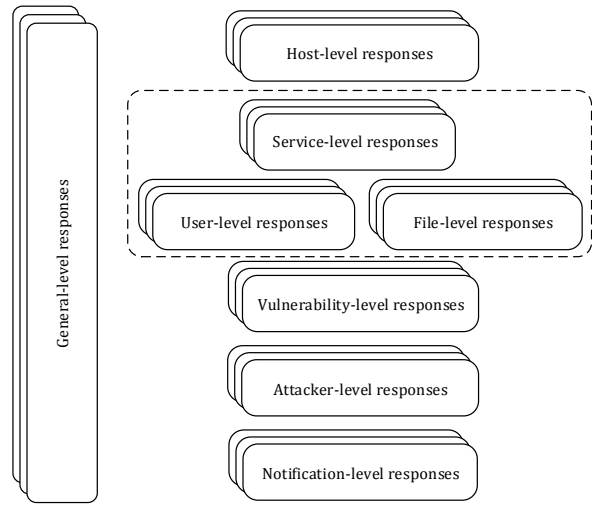 General-level responses
Host-level responses
Service-level responses
User-level responses
File-level responses
Vulnerability-level responses
Attacker-level responses
Notification-level responses